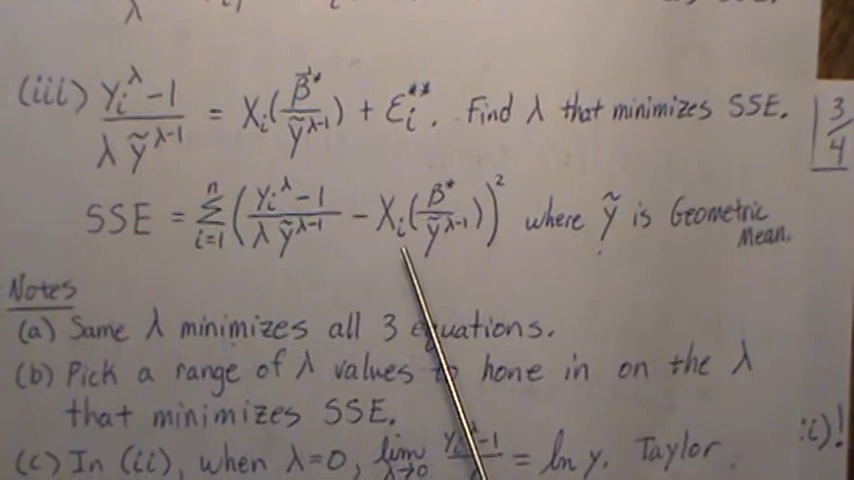 λ
(iii) (yᵢ^λ - 1)/(λ ỹ^(λ-1)) = Xᵢ(β⃗*/ỹ^(λ-1)) + εᵢ**. Find λ that minimizes SSE.
3/4
SSE = Σ_{i=1}^{n} ((yᵢ^λ - 1)/(λ ỹ^(λ-1)) - Xᵢ(β*/ỹ^(λ-1)))² where ỹ is Geometric
Mean.
Notes
(a) Same λ minimizes all 3 equations.
(b) Pick a range of λ values to hone in on the λ
that minimizes SSE.
:i)!
(c) In (ii), when λ=0, lim_{λ→0} yᵢ^λ-1 = ln y. Taylor